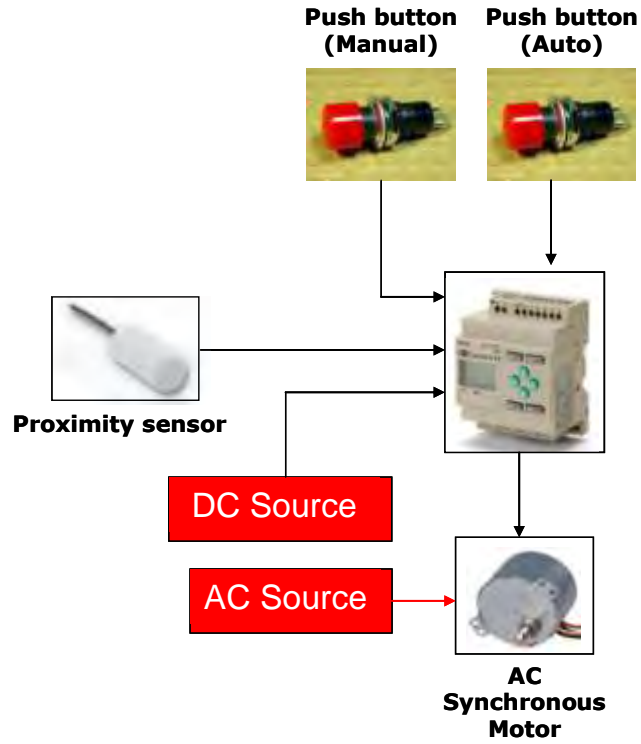 Push button
(Manual)
Push button
(Auto)
Proximity sensor
DC Source
AC Source
AC
Synchronous
Motor